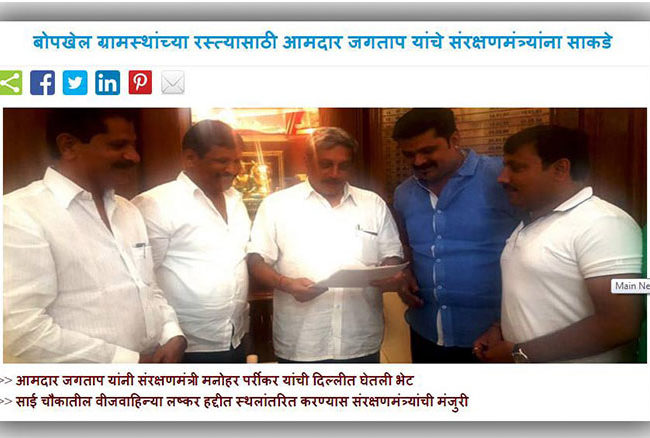 बोपखेल ग्रामस्थांच्या रस्त्यासाठी आमदार जगताप यांचे संरक्षणमंत्र्यांना साकडे
Main Ne
>> आमदार जगताप यांनी संरक्षणमंत्री मनोहर पर्रीकर यांची दिल्लीत घेतली भेट
>> साई चौकातील वीजवाहिन्या लष्कर हद्दीत स्थलांतरित करण्यास संरक्षणमंत्र्यांची मंजुरी